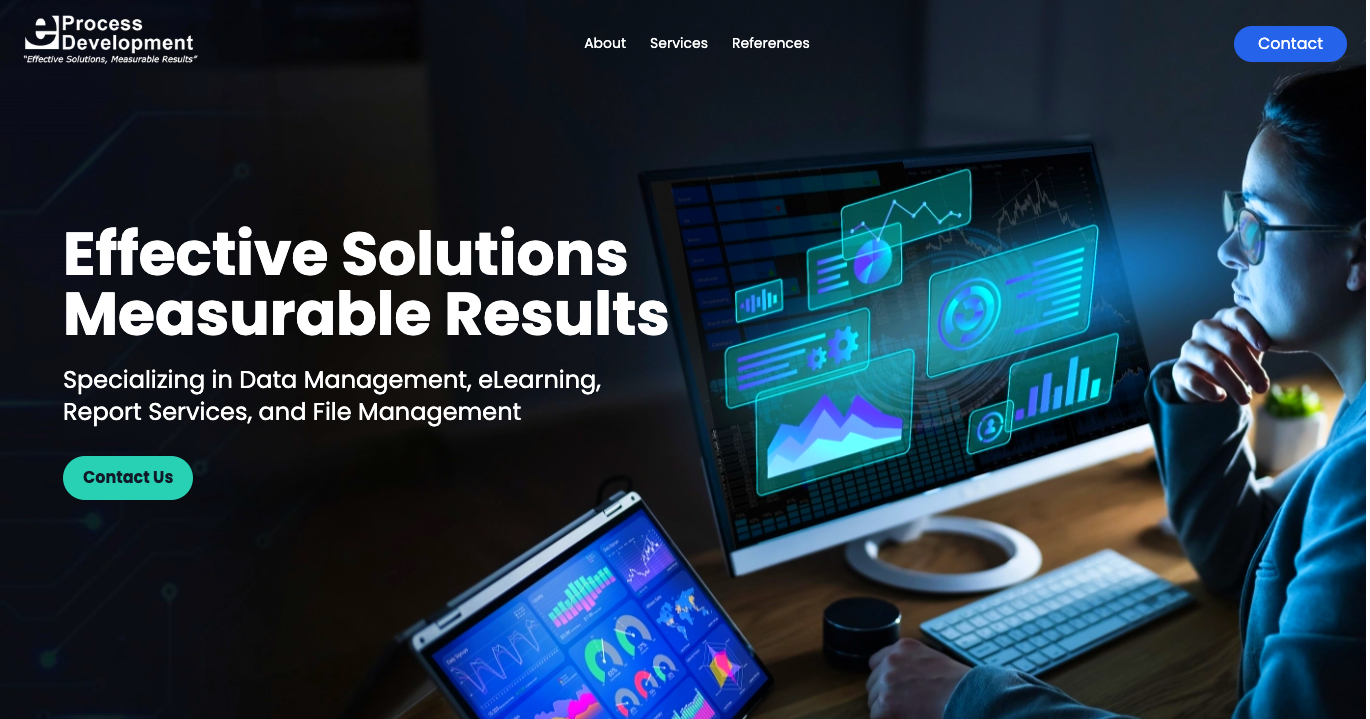 e Process
Development
"Effective Solutions, Measurable Results"
About
Services
References
Contact
Effective Solutions
Measurable Results
Specializing in Data Management, eLearning,
Report Services, and File Management
Contact Us